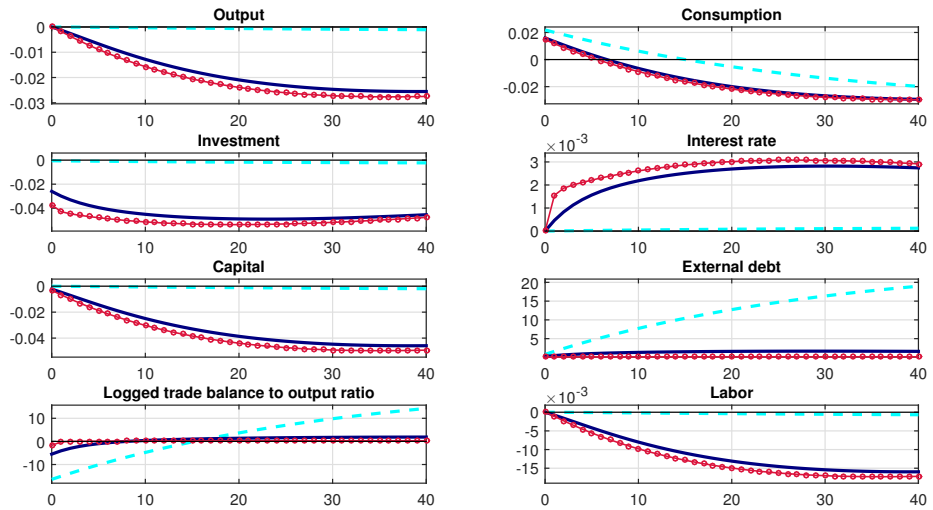 Output
0
-0.01
-0.02
-0.03
0 10 20 30 40
Consumption
0.02
0
-0.02
0 10 20 30 40
Investment
0
-0.02
-0.04
0 10 20 30 40
Interest rate
×10⁻³
3
2
1
0
0 10 20 30 40
Capital
0
-0.02
-0.04
0 10 20 30 40
External debt
20
15
10
5
0 10 20 30 40
Logged trade balance to output ratio
10
0
-10
0 10 20 30 40
Labor
×10⁻³
0
-5
-10
-15
0 10 20 30 40